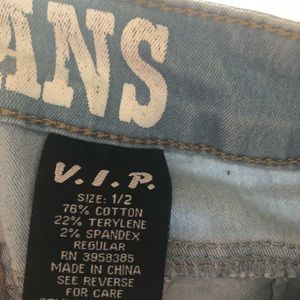 ANS
V.I.P.
SIZE: 1/2
76% COTTON
22% TERYLENE
2% SPANDEX
REGULAR
RN 3958385
MADE IN CHINA
SEE REVERSE
FOR CARE